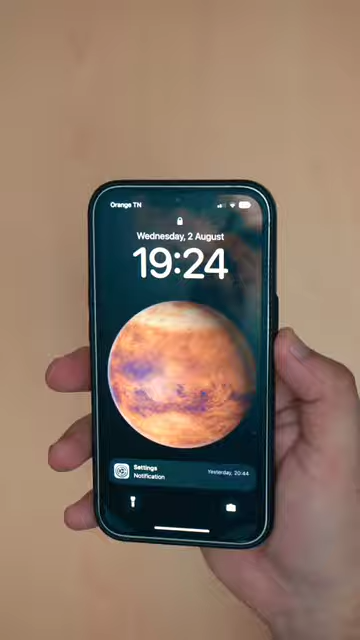 Orange TN
Wednesday, 2 August
19:24
Settings
Yesterday, 20:44
Notification